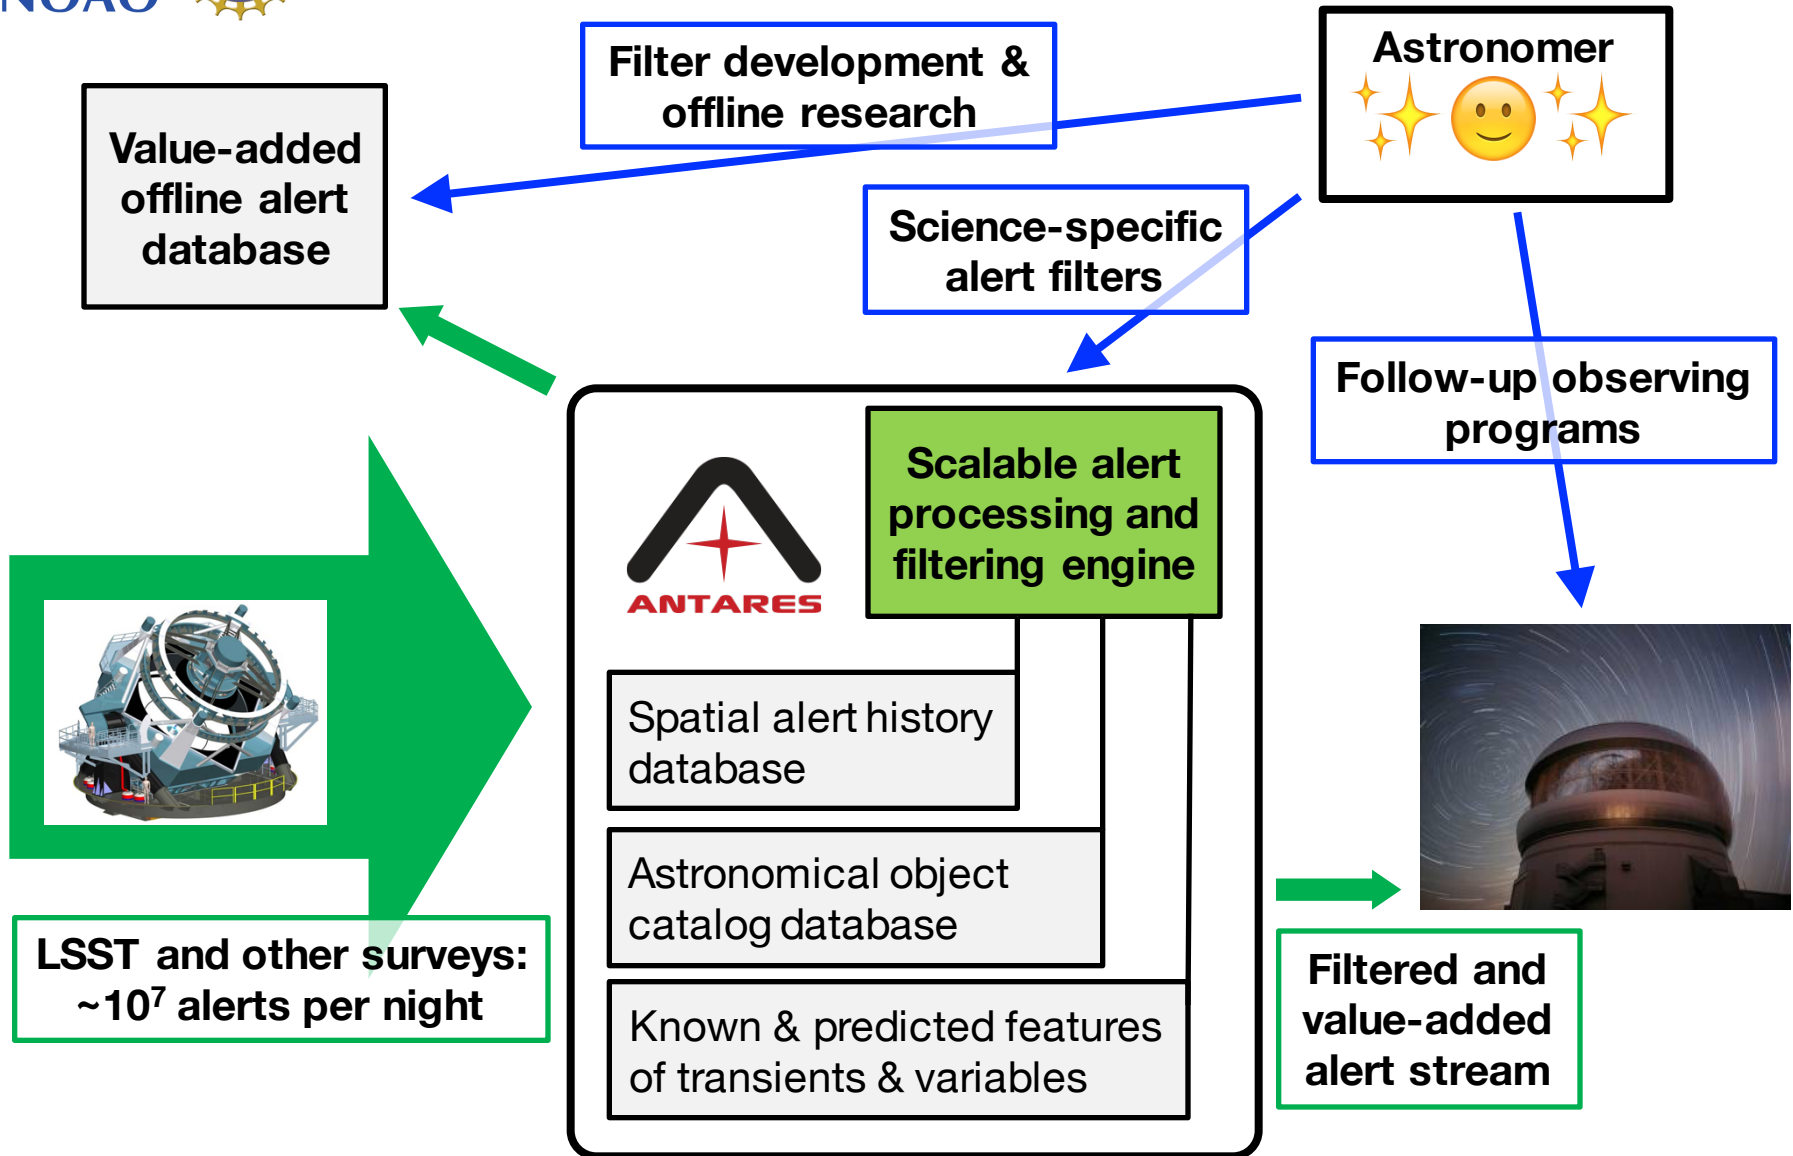 NOAO
Filter development &
offline research
Astronomer
Value-added
offline alert
database
Science-specific
alert filters
Follow-up observing
programs
Scalable alert
processing and
filtering engine
ANTARES
Spatial alert history
database
Astronomical object
catalog database
Known & predicted features
of transients & variables
LSST and other surveys:
~10⁷ alerts per night
Filtered and
value-added
alert stream